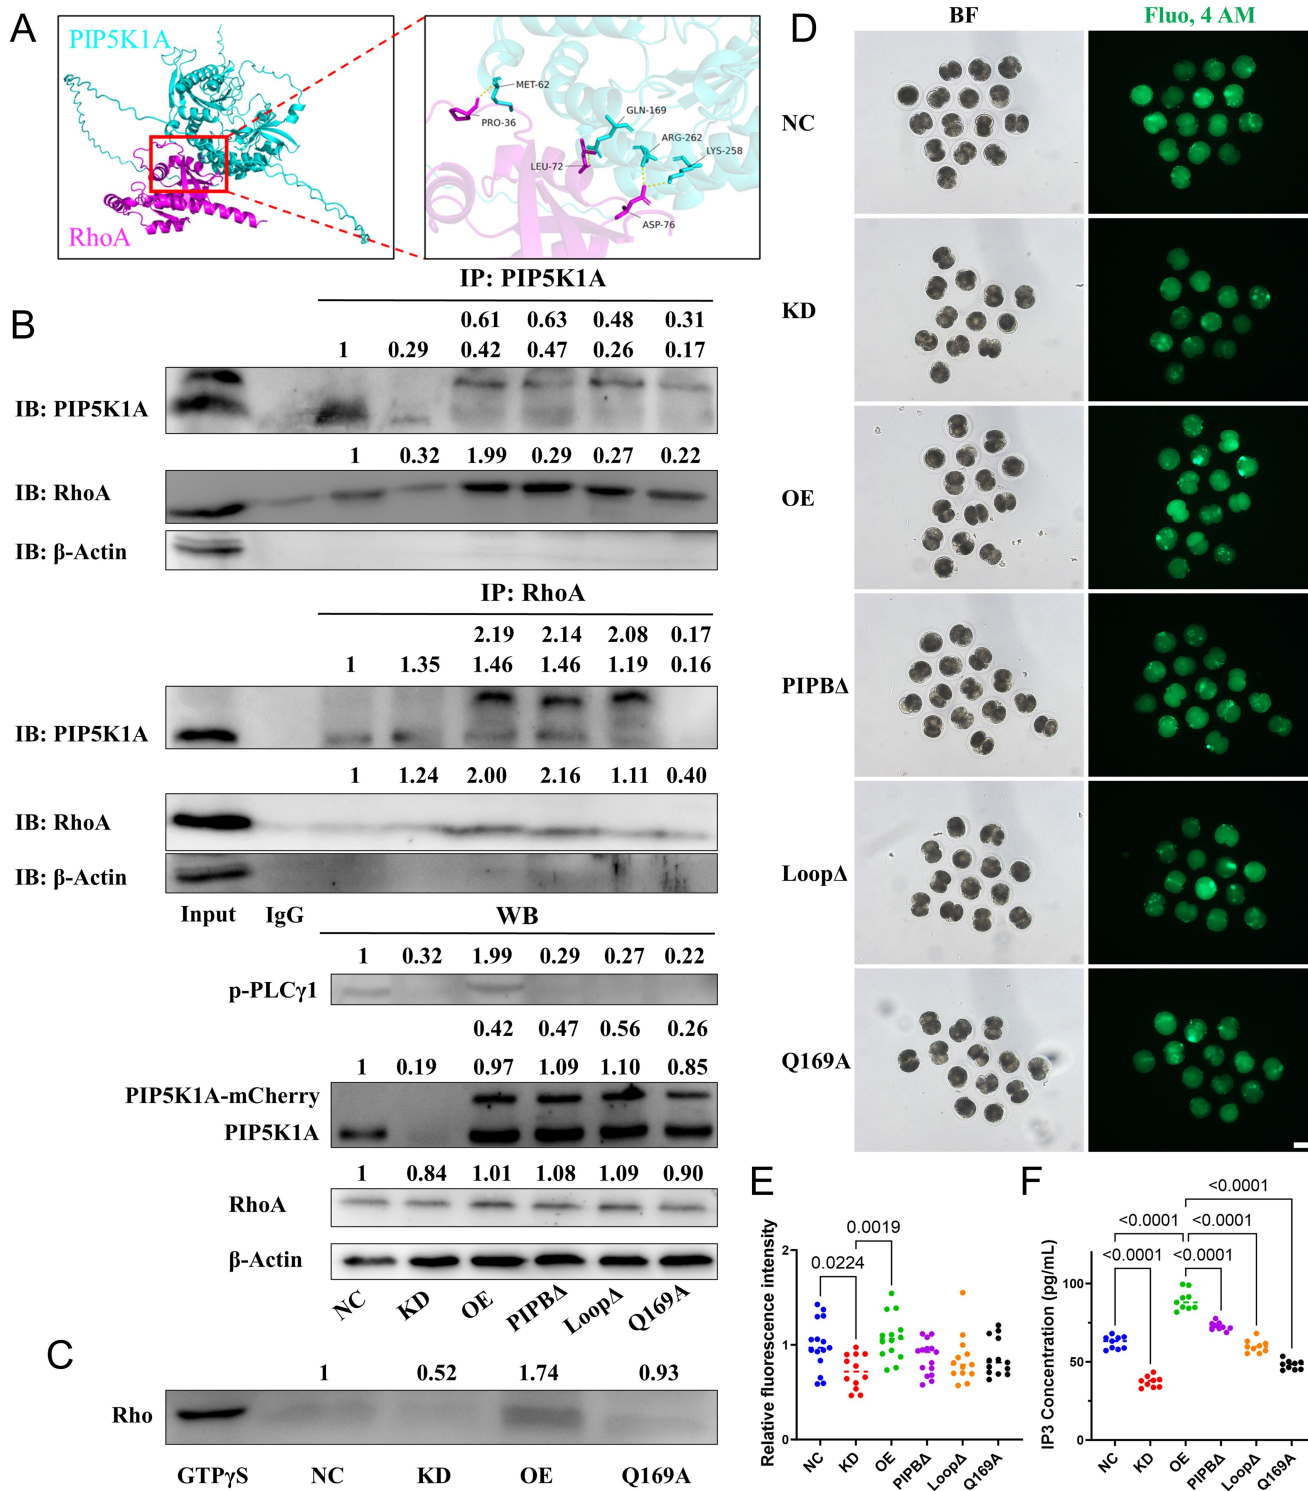 A
PIP5K1A
RhoA
MET-62
PRO-36
GLN-169
ARG-262
LYS-258
LEU-72
ASP-76
B
IP: PIP5K1A
0.61 0.63 0.48 0.31
1 0.29 0.42 0.47 0.26 0.17
IB: PIP5K1A
1 0.32 1.99 0.29 0.27 0.22
IB: RhoA
IB: β-Actin
IP: RhoA
2.19 2.14 2.08 0.17
1 1.35 1.46 1.46 1.19 0.16
IB: PIP5K1A
1 1.24 2.00 2.16 1.11 0.40
IB: RhoA
IB: β-Actin
Input IgG WB
1 0.32 1.99 0.29 0.27 0.22
p-PLCγ1
0.42 0.47 0.56 0.26
1 0.19 0.97 1.09 1.10 0.85
PIP5K1A-mCherry
PIP5K1A
1 0.84 1.01 1.08 1.09 0.90
RhoA
β-Actin
NC KD OE PIPBΔ LoopΔ Q169A
C
1 0.52 1.74 0.93
Rho
GTPγS NC KD OE Q169A
D
BF Fluo, 4 AM
NC
KD
OE
PIPBΔ
LoopΔ
Q169A
E
Relative fluorescence intensity
2
1
0
0.0224
0.0019
NC KD OE PIPBΔ LoopΔ Q169A
F
IP3 Concentration (pg/mL)
100
50
0
<0.0001
<0.0001 <0.0001
<0.0001 <0.0001
NC KD OE PIPBΔ LoopΔ Q169A